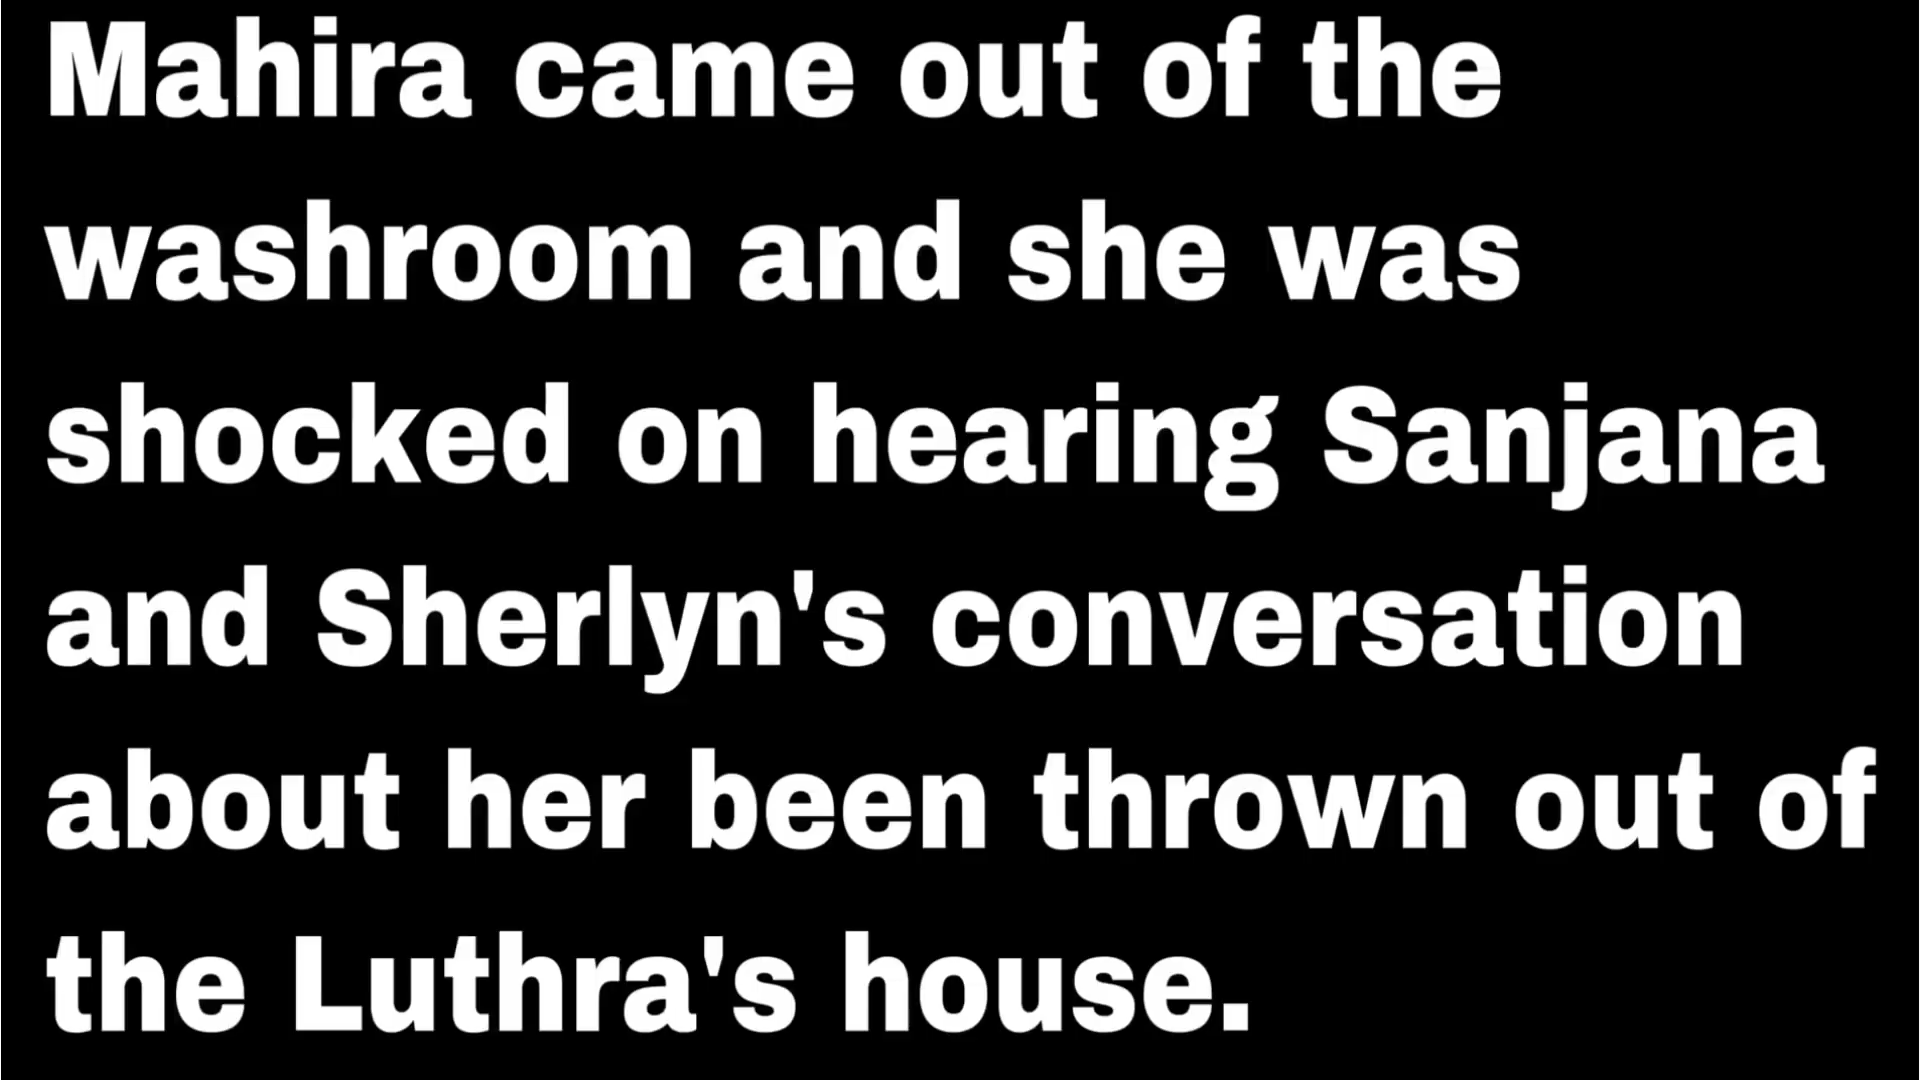 Mahira came out of the
washroom and she was
shocked on hearing Sanjana
and Sherlyn's conversation
about her been thrown out of
the Luthra's house.